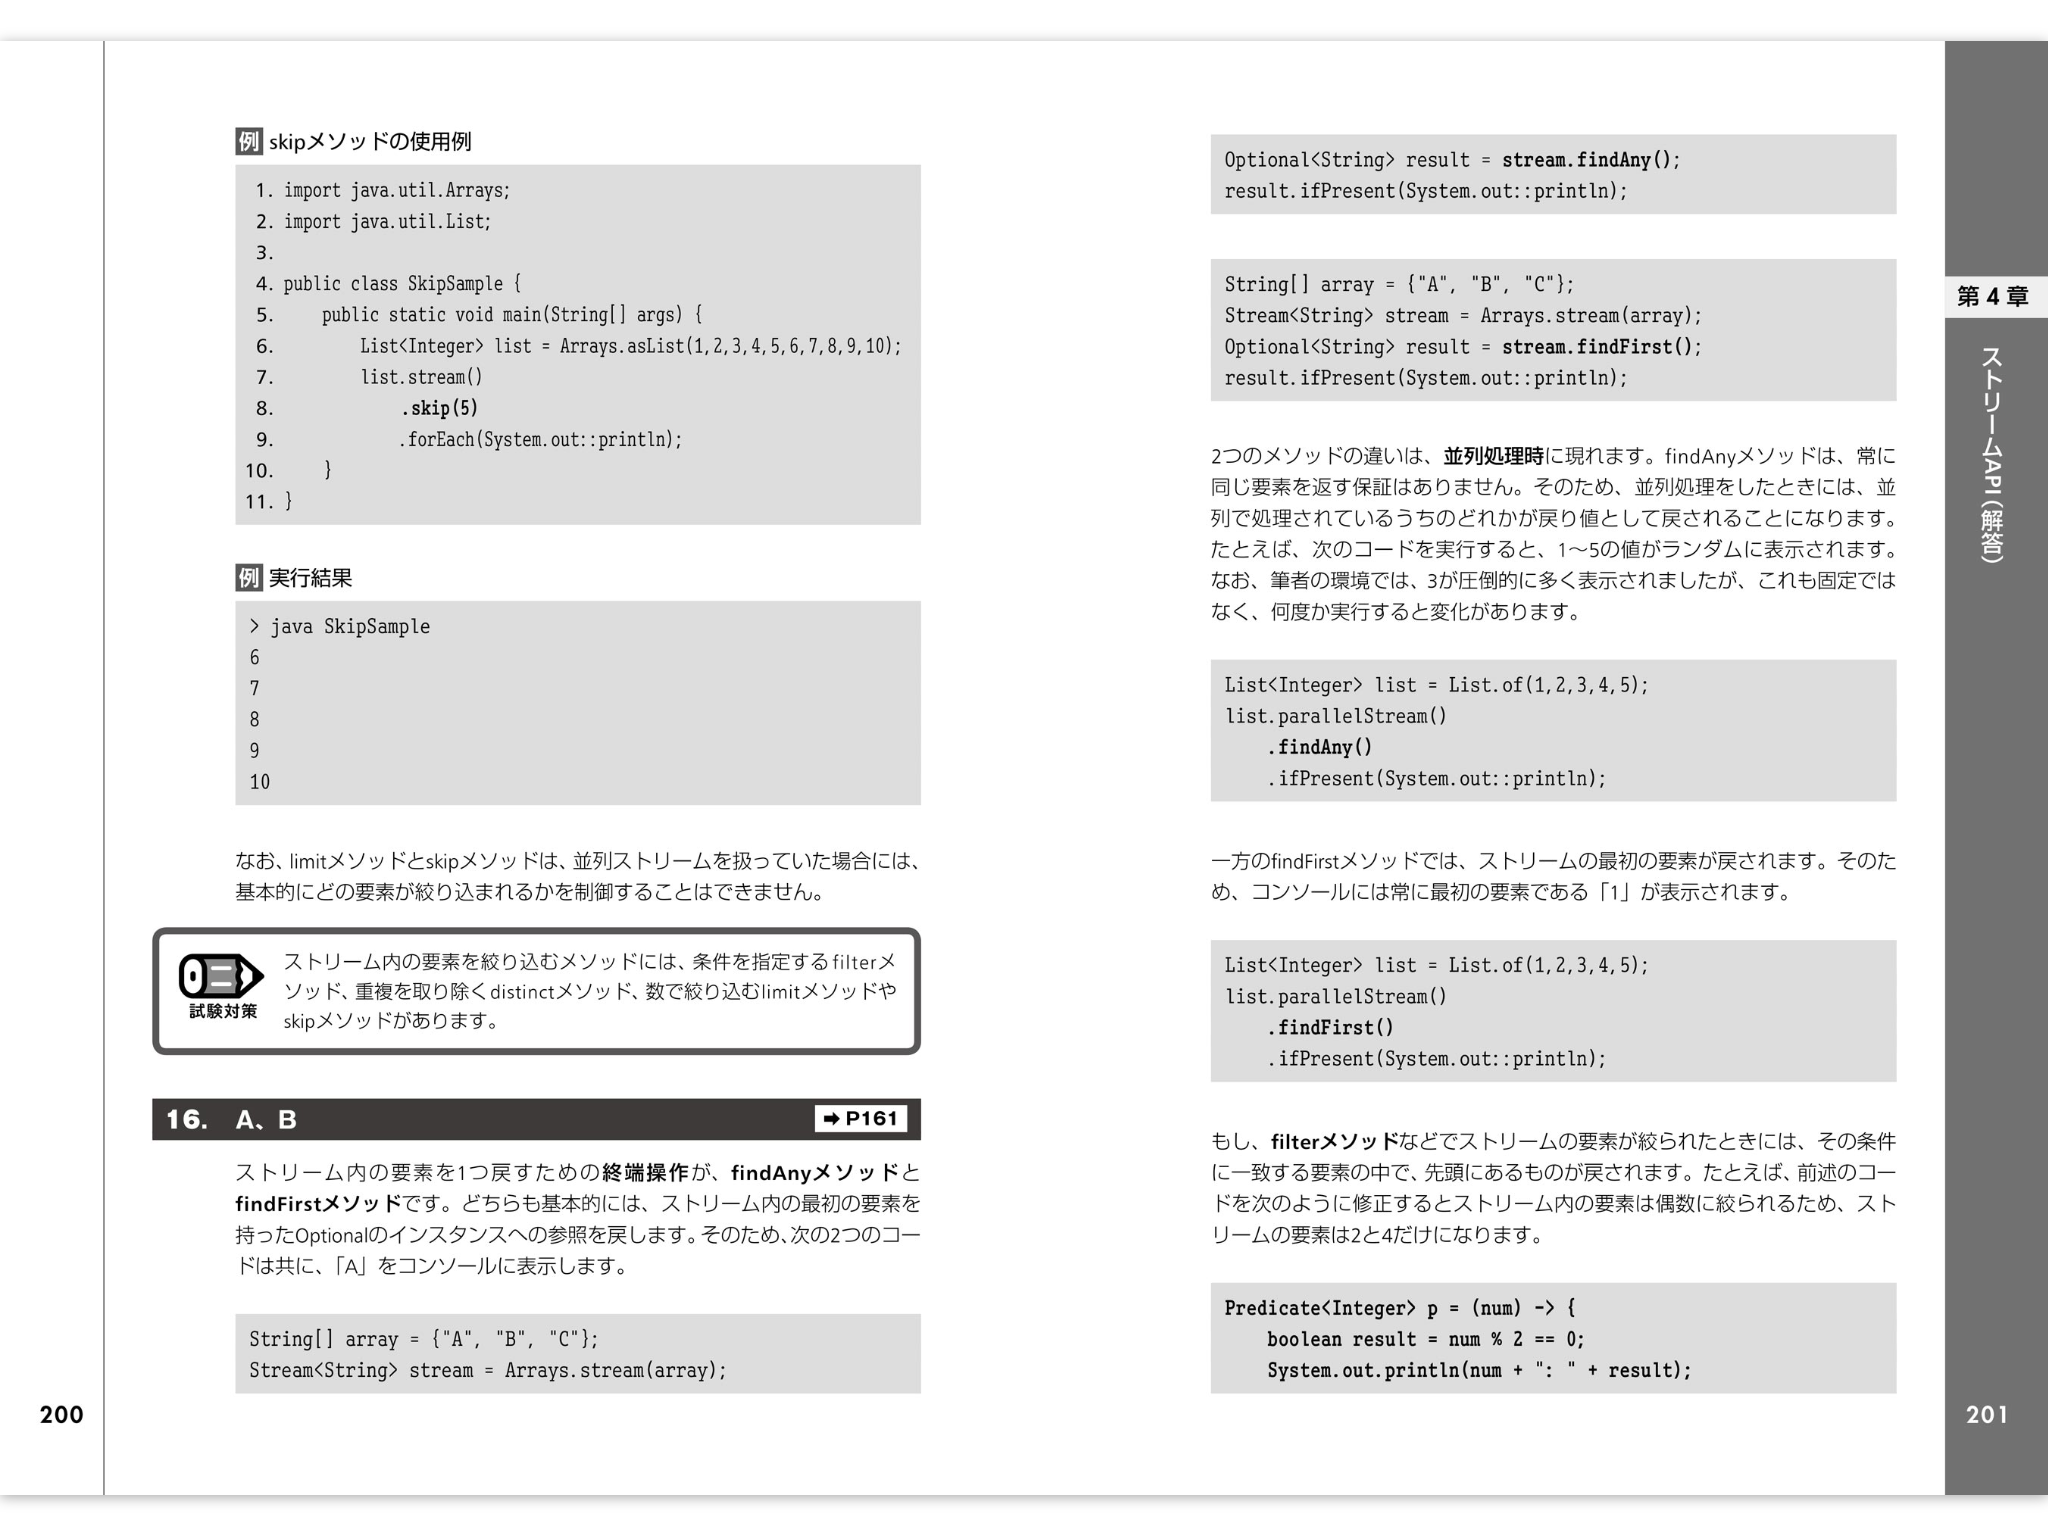 例 skipメソッドの使用例
1. import java.util.Arrays;
2. import java.util.List;
3.
4. public class SkipSample {
5.     public static void main(String[] args) {
6.         List<Integer> list = Arrays.asList(1,2,3,4,5,6,7,8,9,10);
7.         list.stream()
8.             .skip(5)
9.             .forEach(System.out::println);
10.     }
11. }
例 実行結果
> java SkipSample
6
7
8
9
10
なお、limitメソッドとskipメソッドは、並列ストリームを扱っていた場合には、
基本的にどの要素が絞り込まれるかを制御することはできません。
試験対策
ストリーム内の要素を絞り込むメソッドには、条件を指定するfilterメ
ソッド、重複を取り除くdistinctメソッド、数で絞り込むlimitメソッドや
skipメソッドがあります。
16. A、B ➡ P161
ストリーム内の要素を1つ戻すための終端操作が、findAnyメソッドと
findFirstメソッドです。どちらも基本的には、ストリーム内の最初の要素を
持ったOptionalのインスタンスへの参照を戻します。そのため、次の2つのコー
ドは共に、「A」をコンソールに表示します。
String[] array = {"A", "B", "C"};
Stream<String> stream = Arrays.stream(array);
200
Optional<String> result = stream.findAny();
result.ifPresent(System.out::println);
String[] array = {"A", "B", "C"};
Stream<String> stream = Arrays.stream(array);
Optional<String> result = stream.findFirst();
result.ifPresent(System.out::println);
2つのメソッドの違いは、並列処理時に現れます。findAnyメソッドは、常に
同じ要素を返す保証はありません。そのため、並列処理をしたときには、並
列で処理されているうちのどれかが戻り値として戻されることになります。
たとえば、次のコードを実行すると、1〜5の値がランダムに表示されます。
なお、筆者の環境では、3が圧倒的に多く表示されましたが、これも固定では
なく、何度か実行すると変化があります。
List<Integer> list = List.of(1,2,3,4,5);
list.parallelStream()
    .findAny()
    .ifPresent(System.out::println);
一方のfindFirstメソッドでは、ストリームの最初の要素が戻されます。そのた
め、コンソールには常に最初の要素である「1」が表示されます。
List<Integer> list = List.of(1,2,3,4,5);
list.parallelStream()
    .findFirst()
    .ifPresent(System.out::println);
もし、filterメソッドなどでストリームの要素が絞られたときには、その条件
に一致する要素の中で、先頭にあるものが戻されます。たとえば、前述のコー
ドを次のように修正するとストリーム内の要素は偶数に絞られるため、スト
リームの要素は2と4だけになります。
Predicate<Integer> p = (num) -> {
    boolean result = num % 2 == 0;
    System.out.println(num + ": " + result);
第4章
ストリームAPI(解答)
201